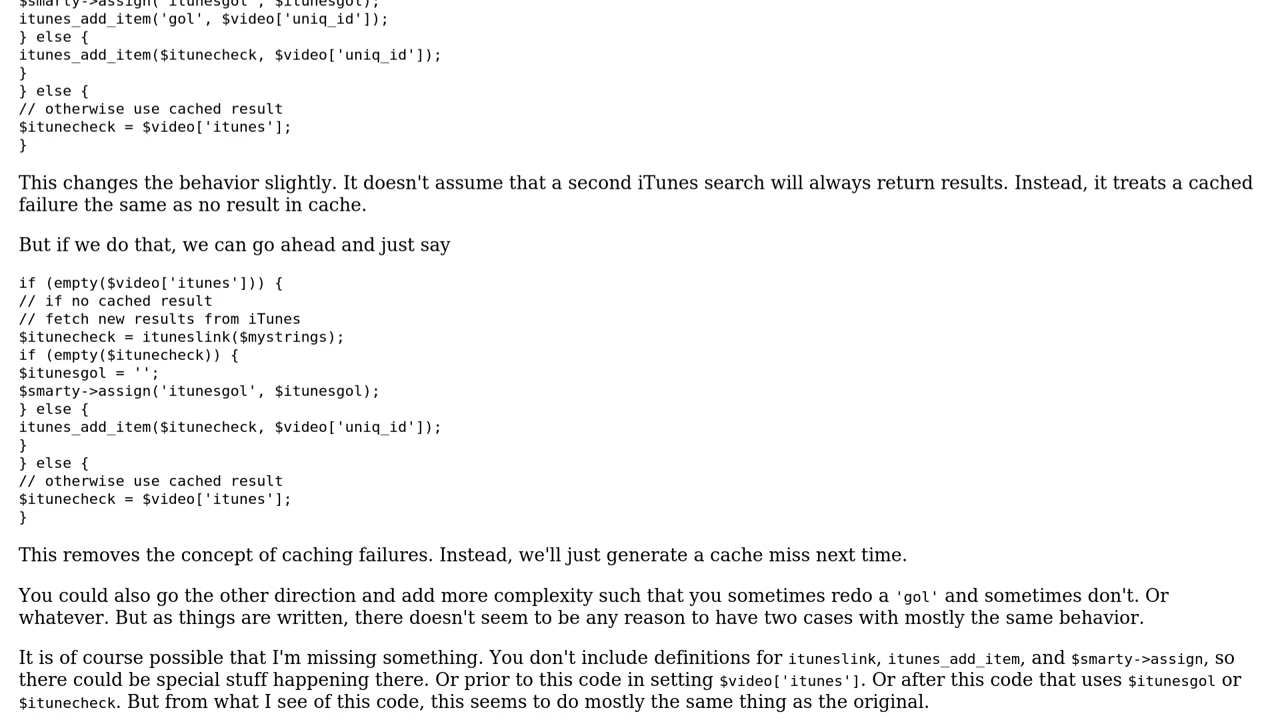 $smarty->assign('itunesgol', $itunesgol);
itunes_add_item('gol', $video['uniq_id']);
} else {
itunes_add_item($itunecheck, $video['uniq_id']);
}
} else {
// otherwise use cached result
$itunecheck = $video['itunes'];
}
This changes the behavior slightly. It doesn't assume that a second iTunes search will always return results. Instead, it treats a cached
failure the same as no result in cache.
But if we do that, we can go ahead and just say
if (empty($video['itunes'])) {
// if no cached result
// fetch new results from iTunes
$itunecheck = ituneslink($mystrings);
if (empty($itunecheck)) {
$itunesgol = '';
$smarty->assign('itunesgol', $itunesgol);
} else {
itunes_add_item($itunecheck, $video['uniq_id']);
}
} else {
// otherwise use cached result
$itunecheck = $video['itunes'];
}
This removes the concept of caching failures. Instead, we'll just generate a cache miss next time.
You could also go the other direction and add more complexity such that you sometimes redo a 'gol' and sometimes don't. Or
whatever. But as things are written, there doesn't seem to be any reason to have two cases with mostly the same behavior.
It is of course possible that I'm missing something. You don't include definitions for ituneslink, itunes_add_item, and $smarty->assign, so
there could be special stuff happening there. Or prior to this code in setting $video['itunes']. Or after this code that uses $itunesgol or
$itunecheck. But from what I see of this code, this seems to do mostly the same thing as the original.